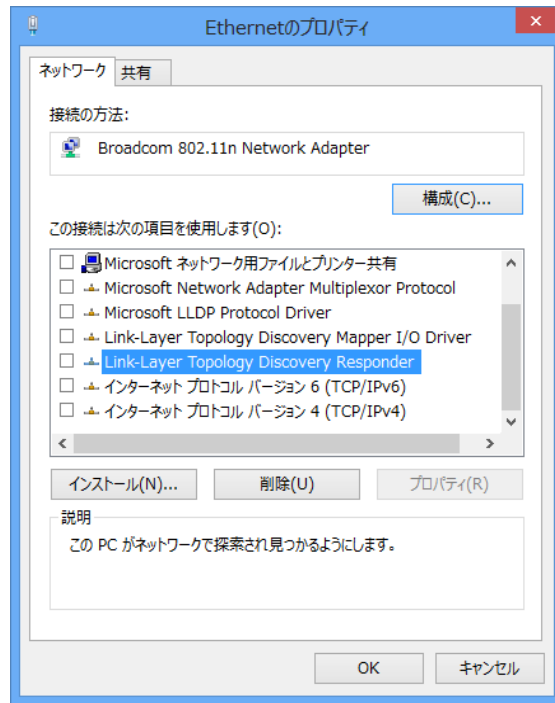 Ethernetのプロパティ
ネットワーク 共有
接続の方法:
Broadcom 802.11n Network Adapter
構成(C)...
この接続は次の項目を使用します(O):
Microsoft ネットワーク用ファイルとプリンター共有
Microsoft Network Adapter Multiplexor Protocol
Microsoft LLDP Protocol Driver
Link-Layer Topology Discovery Mapper I/O Driver
Link-Layer Topology Discovery Responder
インターネット プロトコル バージョン 6 (TCP/IPv6)
インターネット プロトコル バージョン 4 (TCP/IPv4)
インストール(N)... 削除(U) プロパティ(R)
説明
この PC がネットワークで探索され見つかるようにします。
OK キャンセル